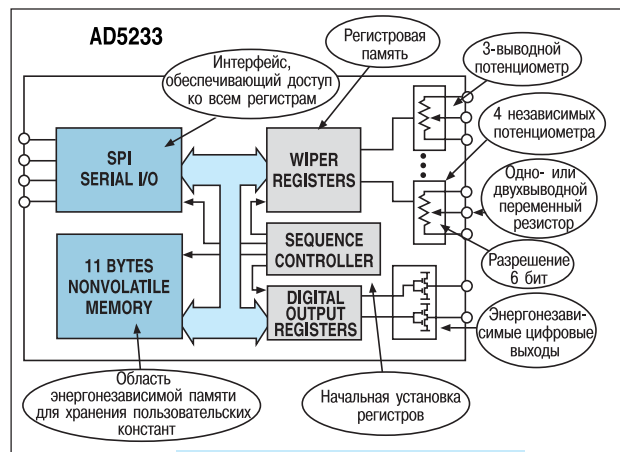 AD5233
Интерфейс,
обеспечивающий доступ
ко всем регистрам
Регистровая
память
3-выводной
потенциометр
4 независимых
потенциометра
SPI
SERIAL I/O
WIPER
REGISTERS
Одно- или
двухвыводной
переменный
резистор
SEQUENCE
CONTROLLER
Разрешение
6 бит
11 BYTES
NONVOLATILE
MEMORY
DIGITAL
OUTPUT
REGISTERS
Энергонезави-
симые цифровые
выходы
Область
энергонезависимой памяти
для хранения пользовательских
констант
Начальная установка
регистров